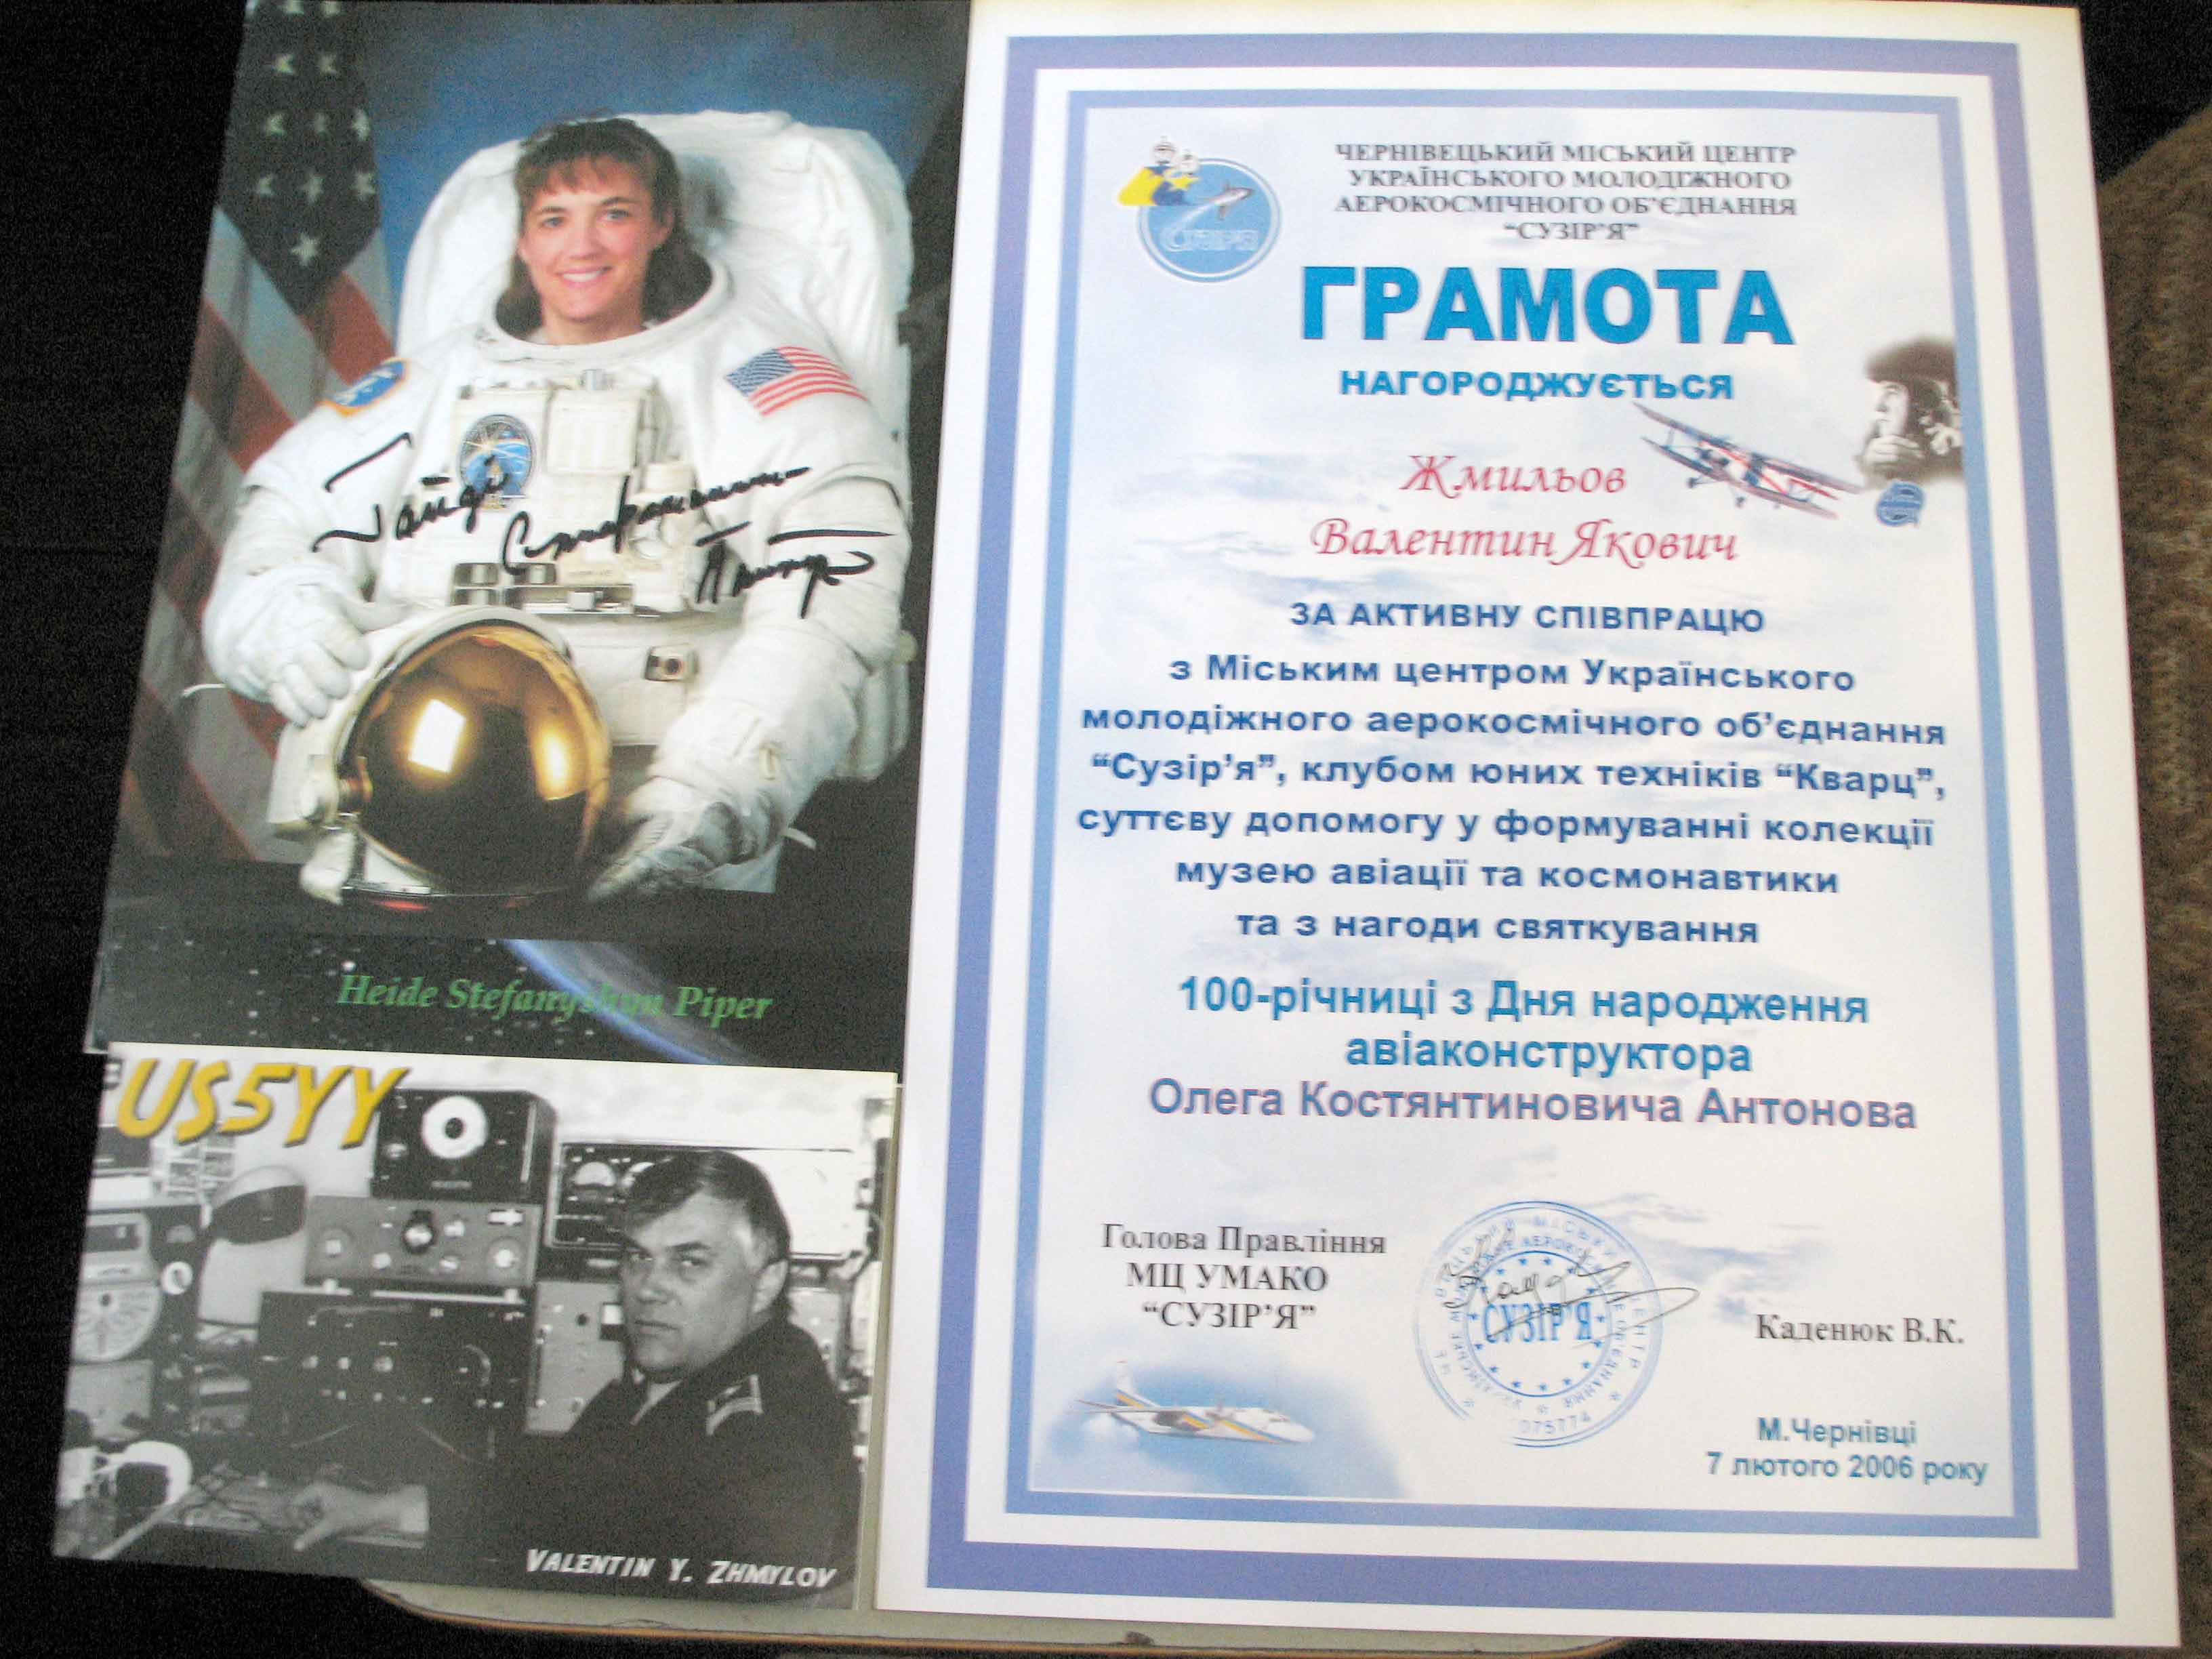 Гайді
Стефанишин
Пайпер
Heide Stefanyshyn Piper
US5YY
VALENTIN Y. ZHMYLOV
СУЗІР'Я
ЧЕРНІВЕЦЬКИЙ МІСЬКИЙ ЦЕНТР
УКРАЇНСЬКОГО МОЛОДІЖНОГО
АЕРОКОСМІЧНОГО ОБ'ЄДНАННЯ
“СУЗІР'Я”
ГРАМОТА
НАГОРОДЖУЄТЬСЯ
Жмильов
Валентин Якович
ЗА АКТИВНУ СПІВПРАЦЮ
з Міським центром Українського
молодіжного аерокосмічного об'єднання
“Сузір'я”, клубом юних техніків “Кварц”,
суттєву допомогу у формуванні колекції
музею авіації та космонавтики
та з нагоди святкування
100-річниці з Дня народження
авіаконструктора
Олега Костянтиновича Антонова
Голова Правління
МЦ УМАКО
“СУЗІР'Я”
СУЗІР'Я
Каденюк В.К.
М.Чернівці
7 лютого 2006 року